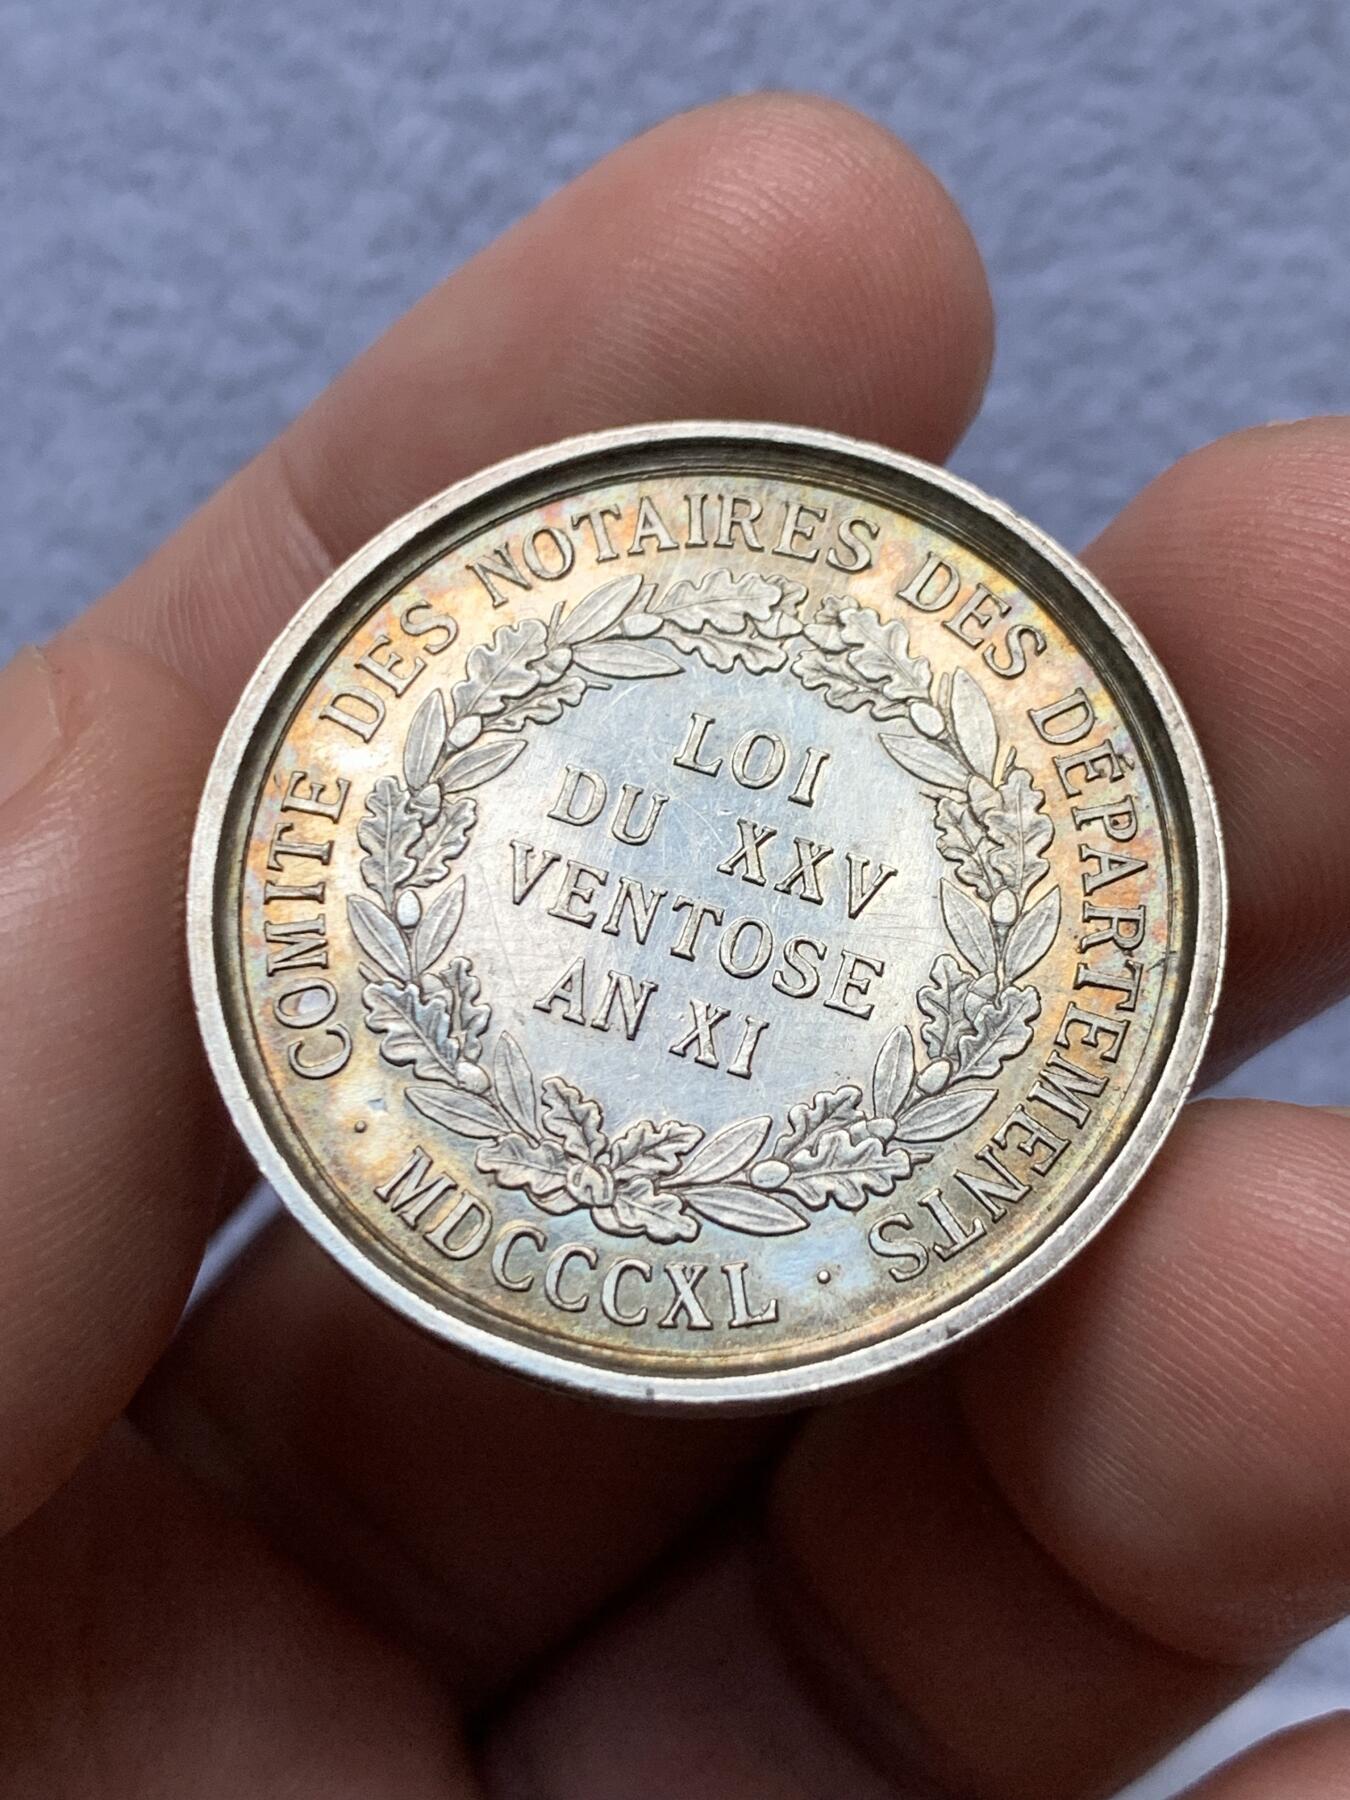 COMITE DES NOTAIRES DES DÉPARTEMENTS
LOI
DU XXV
VENTOSE
AN XI
· MDCCCXL ·